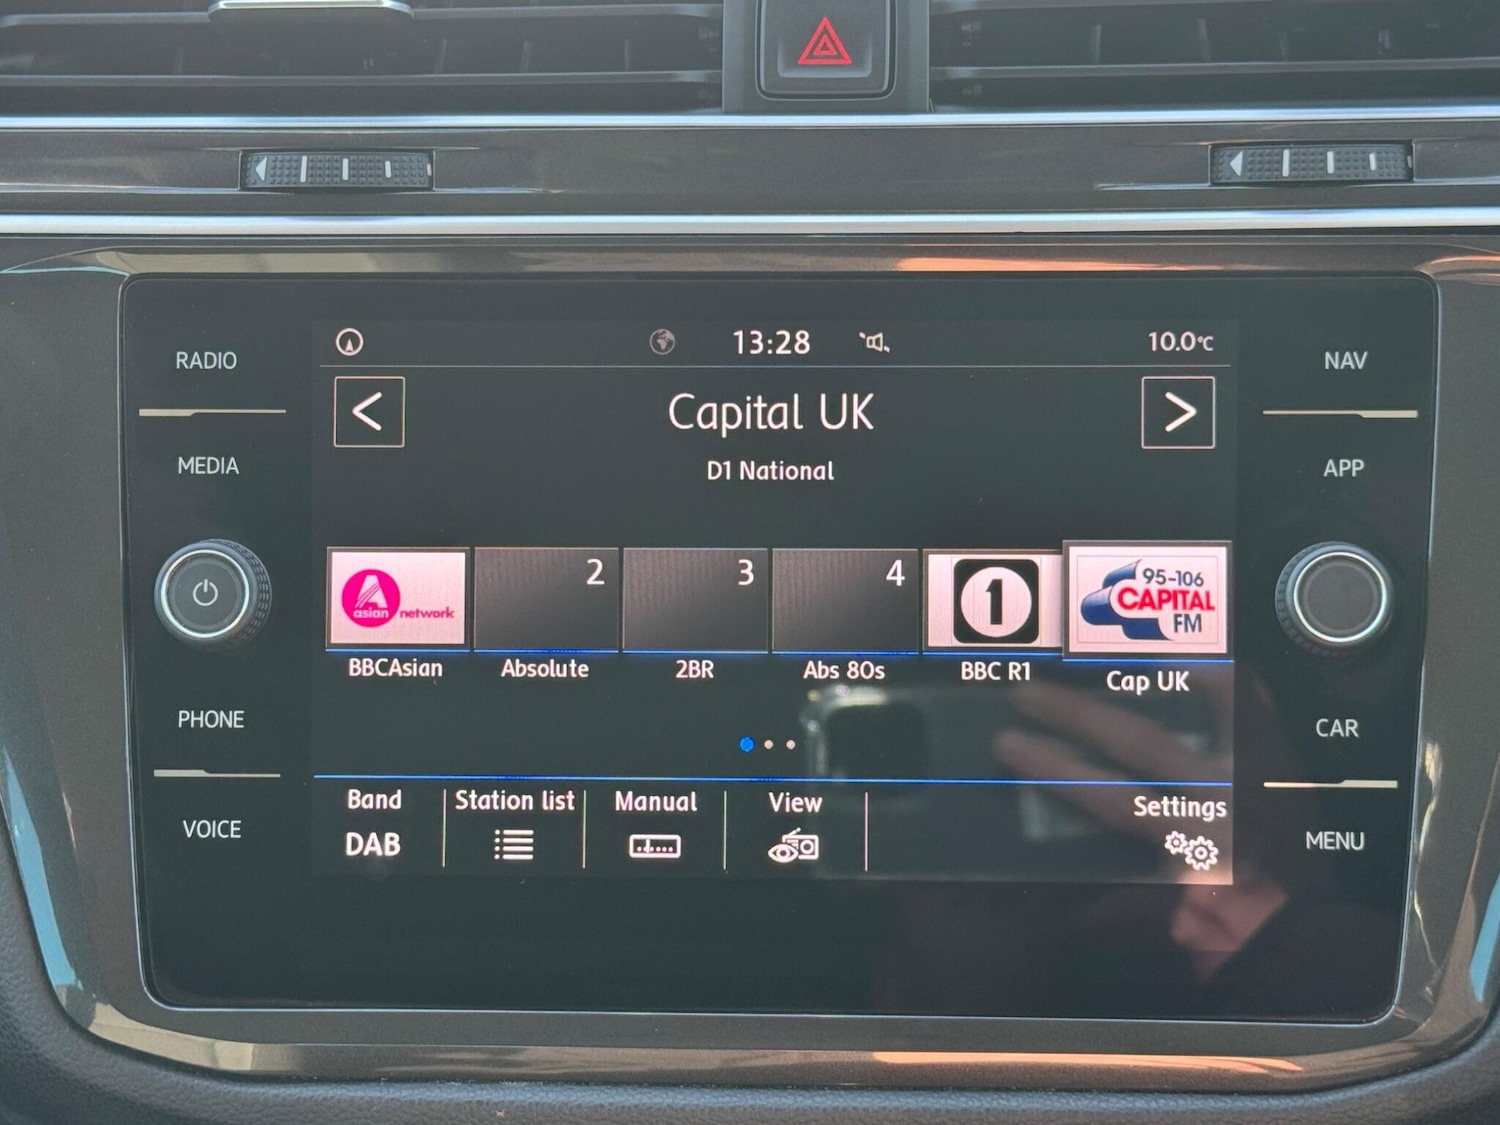 RADIO
MEDIA
PHONE
VOICE
13:28
10.0°C
<
Capital UK
>
D1 National
A
asian network
2
3
4
1
95-106
CAPITAL
FM
BBCAsian
Absolute
2BR
Abs 80s
BBC R1
Cap UK
Band
DAB
Station list
Manual
View
Settings
NAV
APP
CAR
MENU